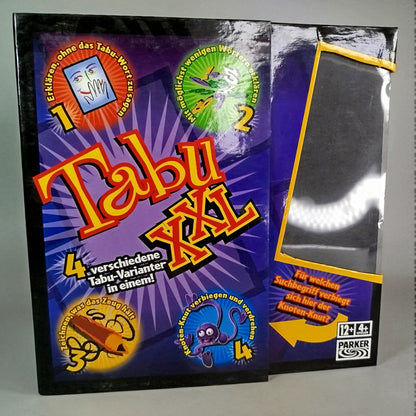 Erklären, ohne das Tabu-Wort zu sagen
1
Mit möglichst wenigen Wörtern erklären
2
Tabu
XXL
4 verschiedene
Tabu-Varianten
in einem!
Zeichnen, was das Zeug hält
3
Knoten-Knut verbiegen und verdrehen
4
Für welchen
Suchbegriff verbiegt
sich hier der
Knoten-Knut?
12+ 4+
PARKER